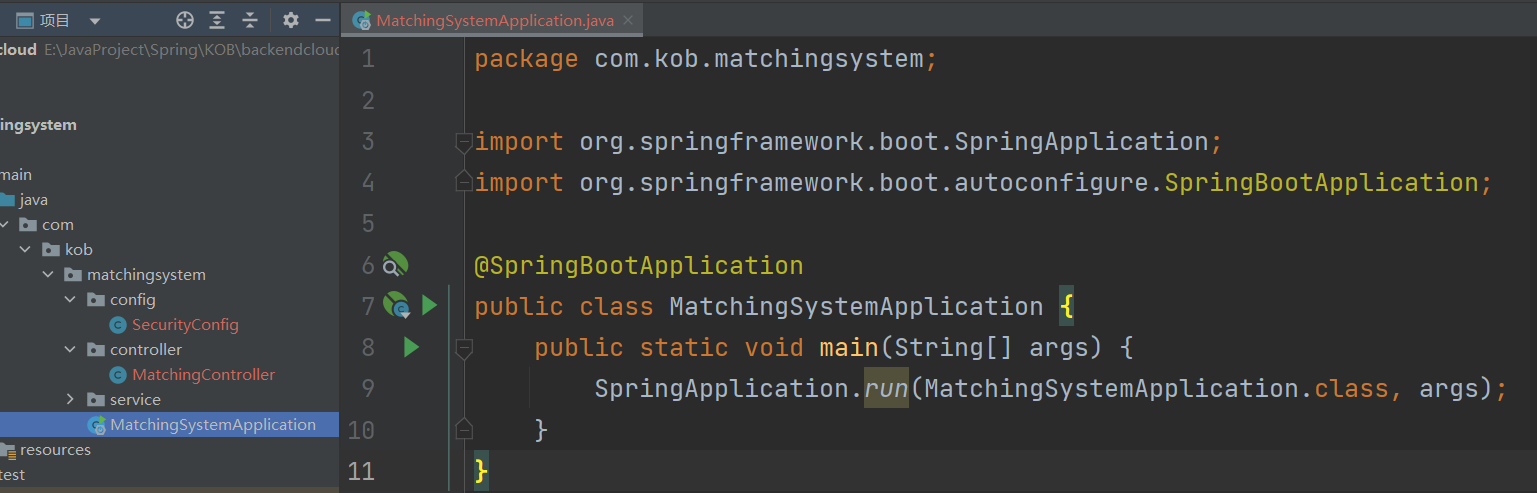 项目
cloud E:\JavaProject\Spring\KOB\backendcloud
ingsystem
main
java
com
kob
matchingsystem
config
SecurityConfig
controller
MatchingController
service
MatchingSystemApplication
resources
test
MatchingSystemApplication.java
1 package com.kob.matchingsystem;
2
3 import org.springframework.boot.SpringApplication;
4 import org.springframework.boot.autoconfigure.SpringBootApplication;
5
6 @SpringBootApplication
7 public class MatchingSystemApplication {
8 public static void main(String[] args) {
9 SpringApplication.run(MatchingSystemApplication.class, args);
10 }
11 }